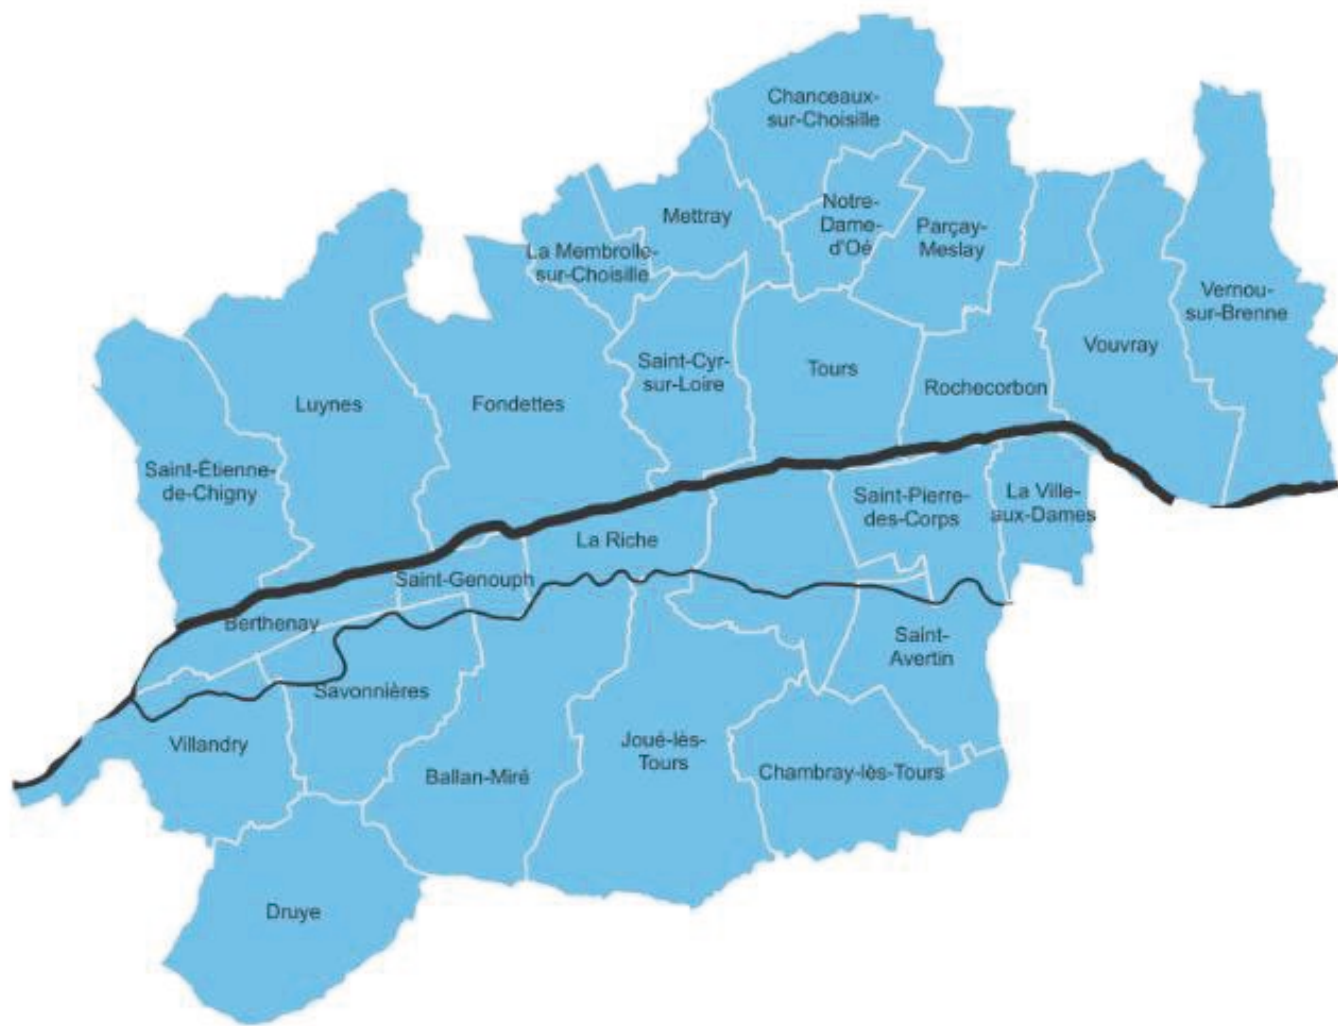 Chanceaux-
sur-Choisille
Mettray
Notre-
Dame-
d'Oé
Parçay-
Meslay
La Membrolle-
sur-Choisille
Vernou-
sur-Brenne
Vouvray
Saint-Cyr-
sur-Loire
Tours
Rochecorbon
Luynes
Fondettes
Saint-Étienne-
de-Chigny
Saint-Pierre-
des-Corps
La Ville-
aux-Dames
La Riche
Saint-Genouph
Berthenay
Saint-
Avertin
Savonnières
Villandry
Joué-lès-
Tours
Ballan-Miré
Chambray-lès-Tours
Druye